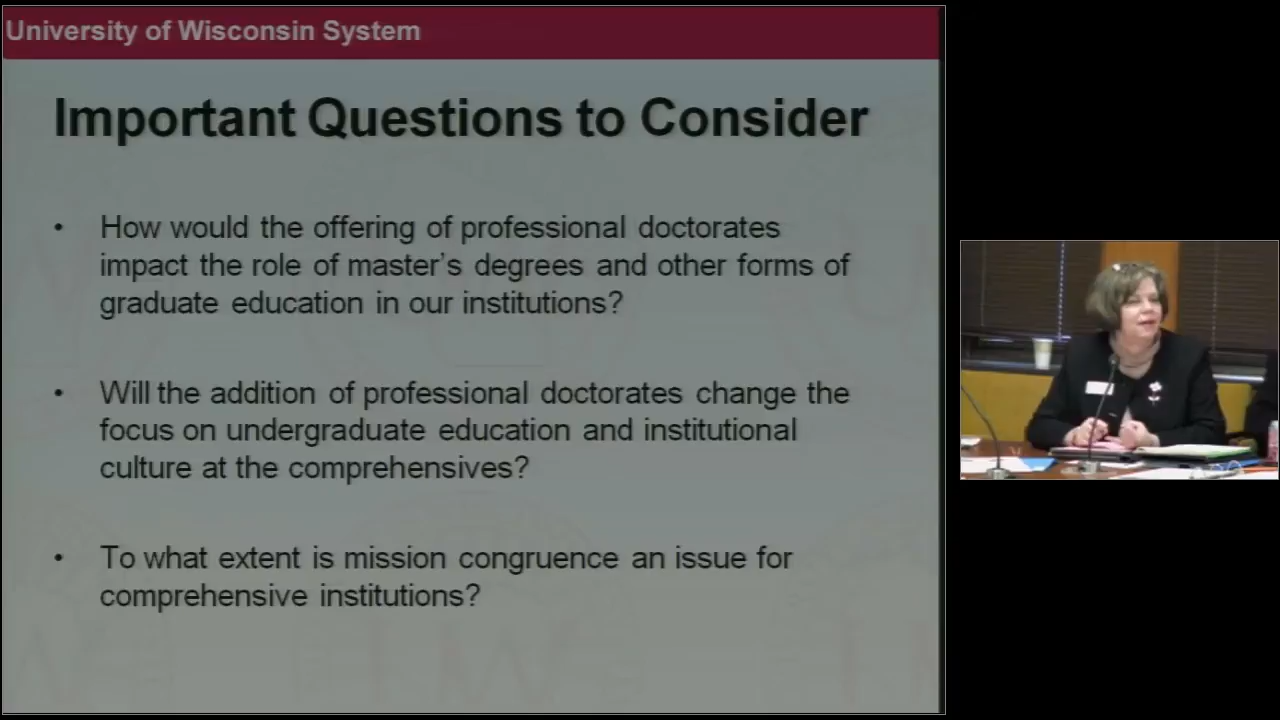 University of Wisconsin System
Important Questions to Consider
• How would the offering of professional doctorates
impact the role of master's degrees and other forms of
graduate education in our institutions?
• Will the addition of professional doctorates change the
focus on undergraduate education and institutional
culture at the comprehensives?
• To what extent is mission congruence an issue for
comprehensive institutions?